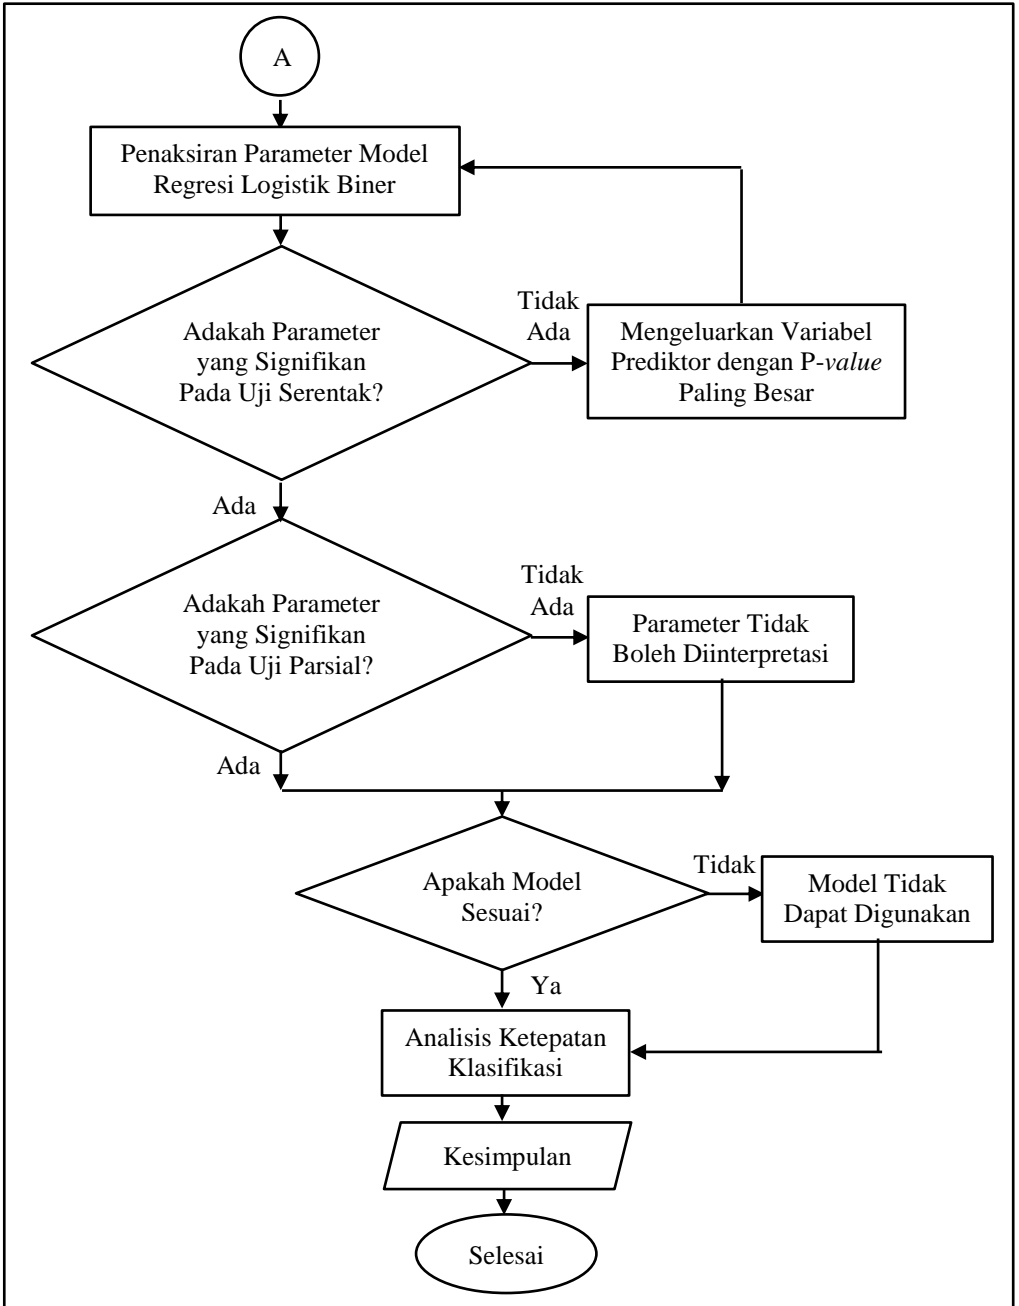 A
Penaksiran Parameter Model
Regresi Logistik Biner
Adakah Parameter
yang Signifikan
Pada Uji Serentak?
Tidak
Ada
Mengeluarkan Variabel
Prediktor dengan P-value
Paling Besar
Ada
Adakah Parameter
yang Signifikan
Pada Uji Parsial?
Tidak
Ada
Parameter Tidak
Boleh Diinterpretasi
Ada
Apakah Model
Sesuai?
Tidak
Model Tidak
Dapat Digunakan
Ya
Analisis Ketepatan
Klasifikasi
Kesimpulan
Selesai